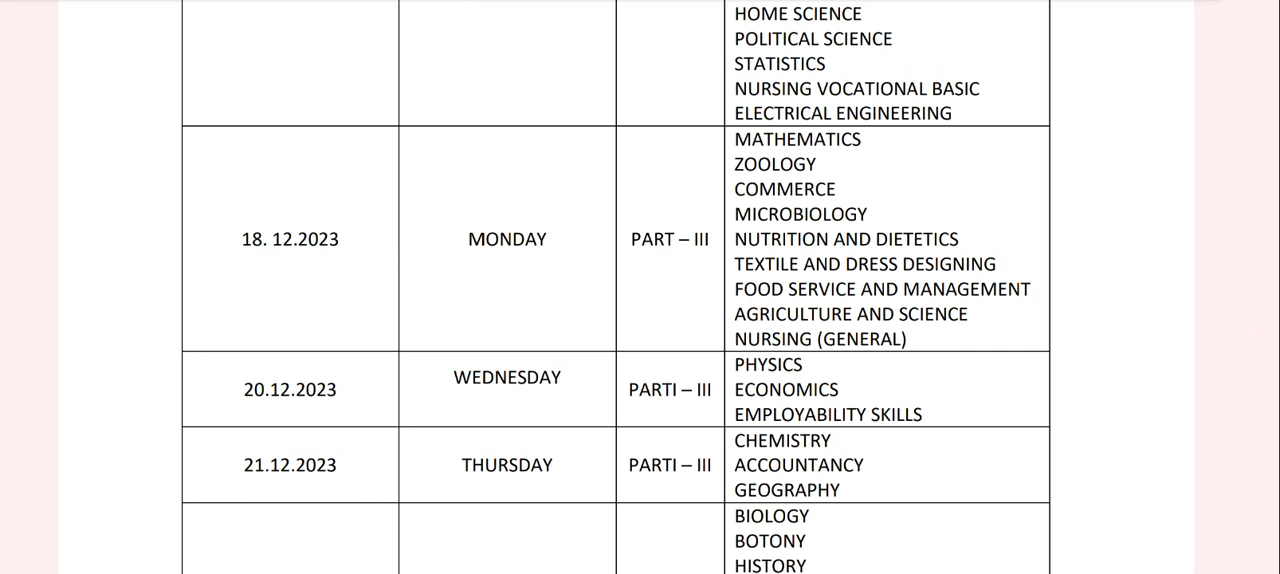 HOME SCIENCE
POLITICAL SCIENCE
STATISTICS
NURSING VOCATIONAL BASIC
ELECTRICAL ENGINEERING
18. 12.2023
MONDAY
PART – III
MATHEMATICS
ZOOLOGY
COMMERCE
MICROBIOLOGY
NUTRITION AND DIETETICS
TEXTILE AND DRESS DESIGNING
FOOD SERVICE AND MANAGEMENT
AGRICULTURE AND SCIENCE
NURSING (GENERAL)
20.12.2023
WEDNESDAY
PARTI – III
PHYSICS
ECONOMICS
EMPLOYABILITY SKILLS
21.12.2023
THURSDAY
PARTI – III
CHEMISTRY
ACCOUNTANCY
GEOGRAPHY
BIOLOGY
BOTONY
HISTORY